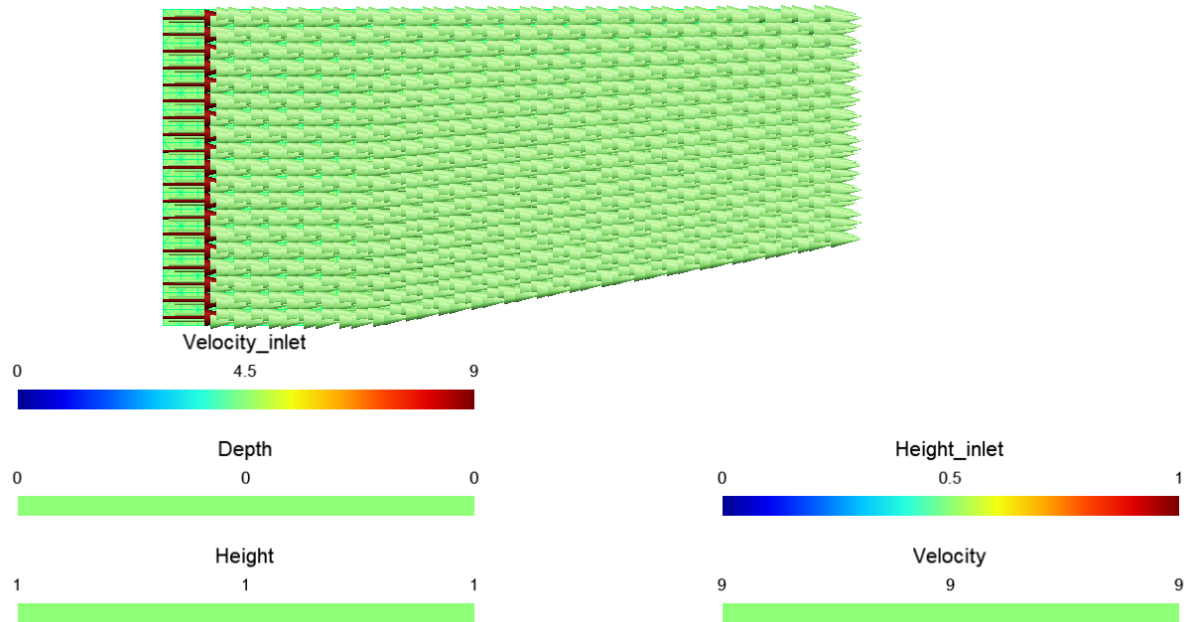 Velocity_inlet
0 4.5 9
Depth
0 0 0
Height_inlet
0 0.5 1
Height
1 1 1
Velocity
9 9 9